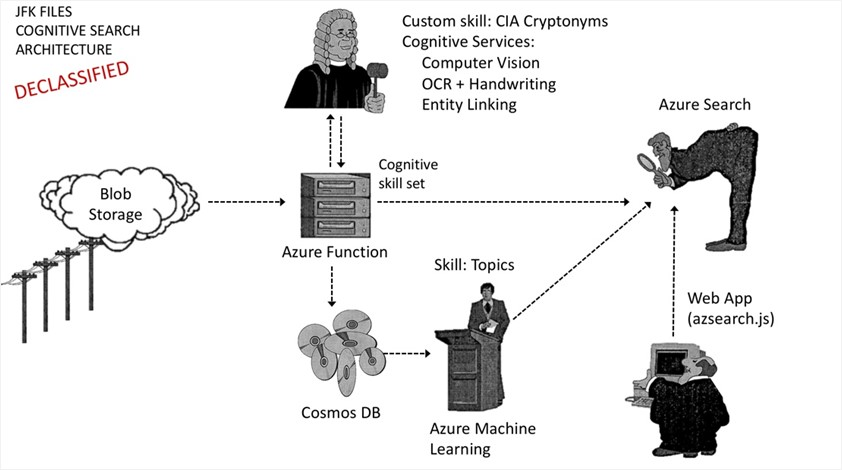 JFK FILES
COGNITIVE SEARCH
ARCHITECTURE
DECLASSIFIED
Custom skill: CIA Cryptonyms
Cognitive Services:
Computer Vision
OCR + Handwriting
Entity Linking
Azure Search
Blob
Storage
Cognitive
skill set
Azure Function
Skill: Topics
Web App
(azsearch.js)
Cosmos DB
Azure Machine
Learning